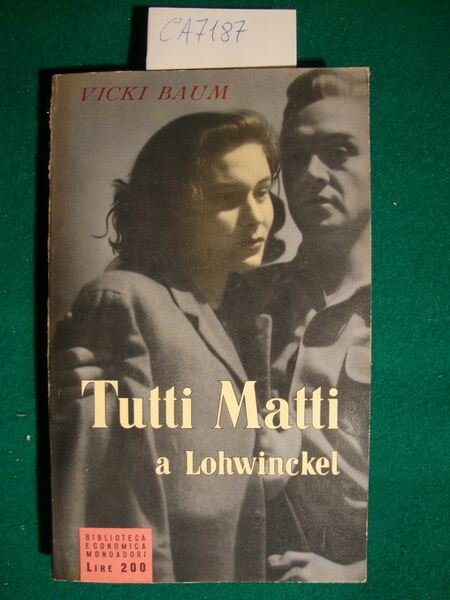 CA7187
VICKI BAUM
Tutti Matti
a Lohwinckel
BIBLIOTECA
ECONOMICA
MONDADORI
LIRE 200